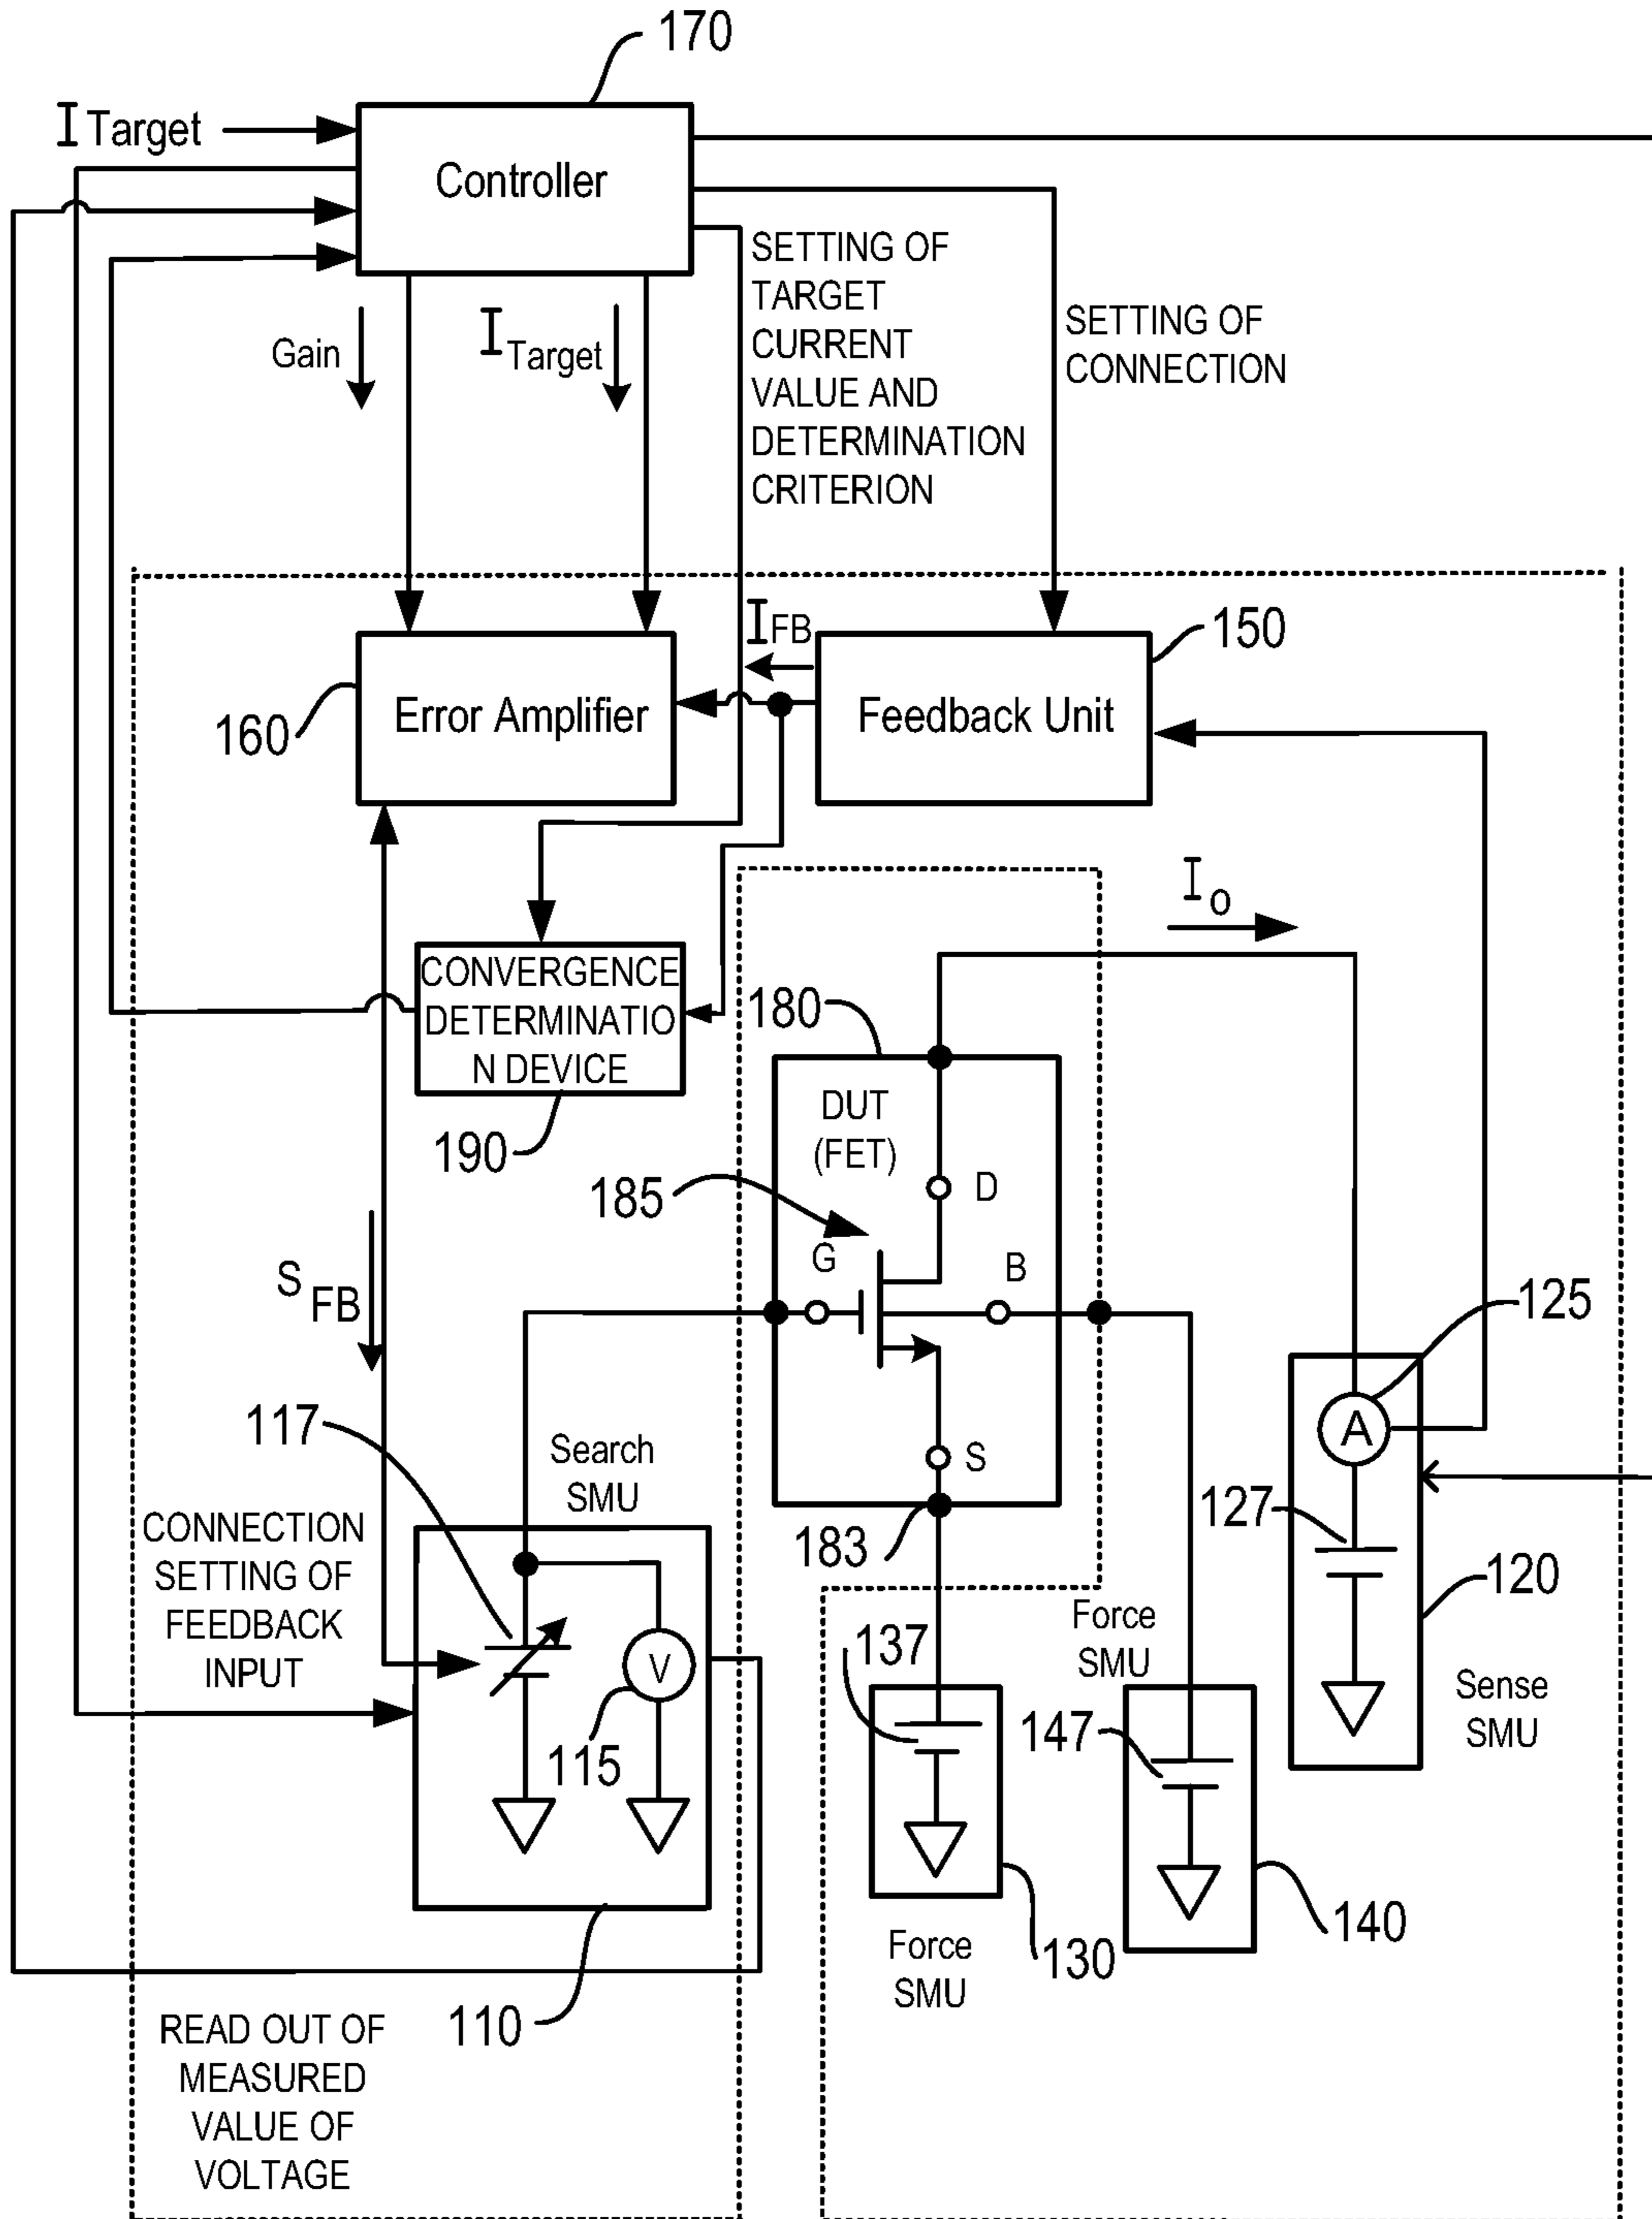 170
I Target
Controller
SETTING OF
TARGET
CURRENT
VALUE AND
DETERMINATION
CRITERION
SETTING OF
CONNECTION
Gain
I Target
I FB
150
Error Amplifier
Feedback Unit
160
I o
CONVERGENCE
DETERMINATIO
N DEVICE
180
190
DUT
(FET)
185
D
G
B
S FB
125
117
Search
SMU
S
A
127
CONNECTION
SETTING OF
FEEDBACK
INPUT
183
120
Force
SMU
137
V
147
Sense
SMU
115
140
Force
SMU
130
110
READ OUT OF
MEASURED
VALUE OF
VOLTAGE